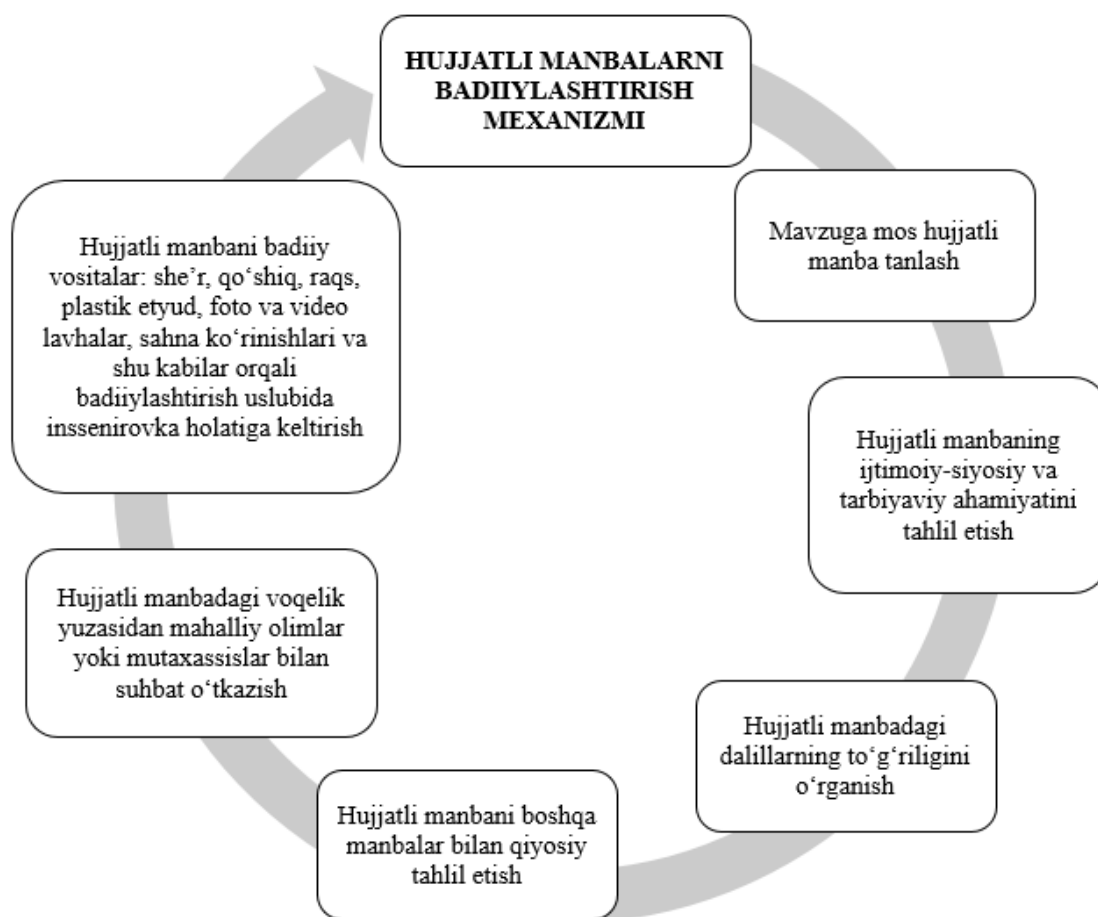 HUJJATLI MANBALARNI
BADIIYLASHTIRISH
MEXANIZMI
Mavzuga mos hujjatli
manba tanlash
Hujjatli manbaning
ijtimoiy-siyosiy va
tarbiyaviy ahamiyatini
tahlil etish
Hujjatli manbadagi
dalillarning to‘g‘riligini
o‘rganish
Hujjatli manbani boshqa
manbalar bilan qiyosiy
tahlil etish
Hujjatli manbadagi voqelik
yuzasidan mahalliy olimlar
yoki mutaxassislar bilan
suhbat o‘tkazish
Hujjatli manbani badiiy
vositalar: she’r, qo‘shiq, raqs,
plastik etyud, foto va video
lavhalar, sahna ko‘rinishlari va
shu kabilar orqali
badiiylashtirish uslubida
inssenirovka holatiga keltirish